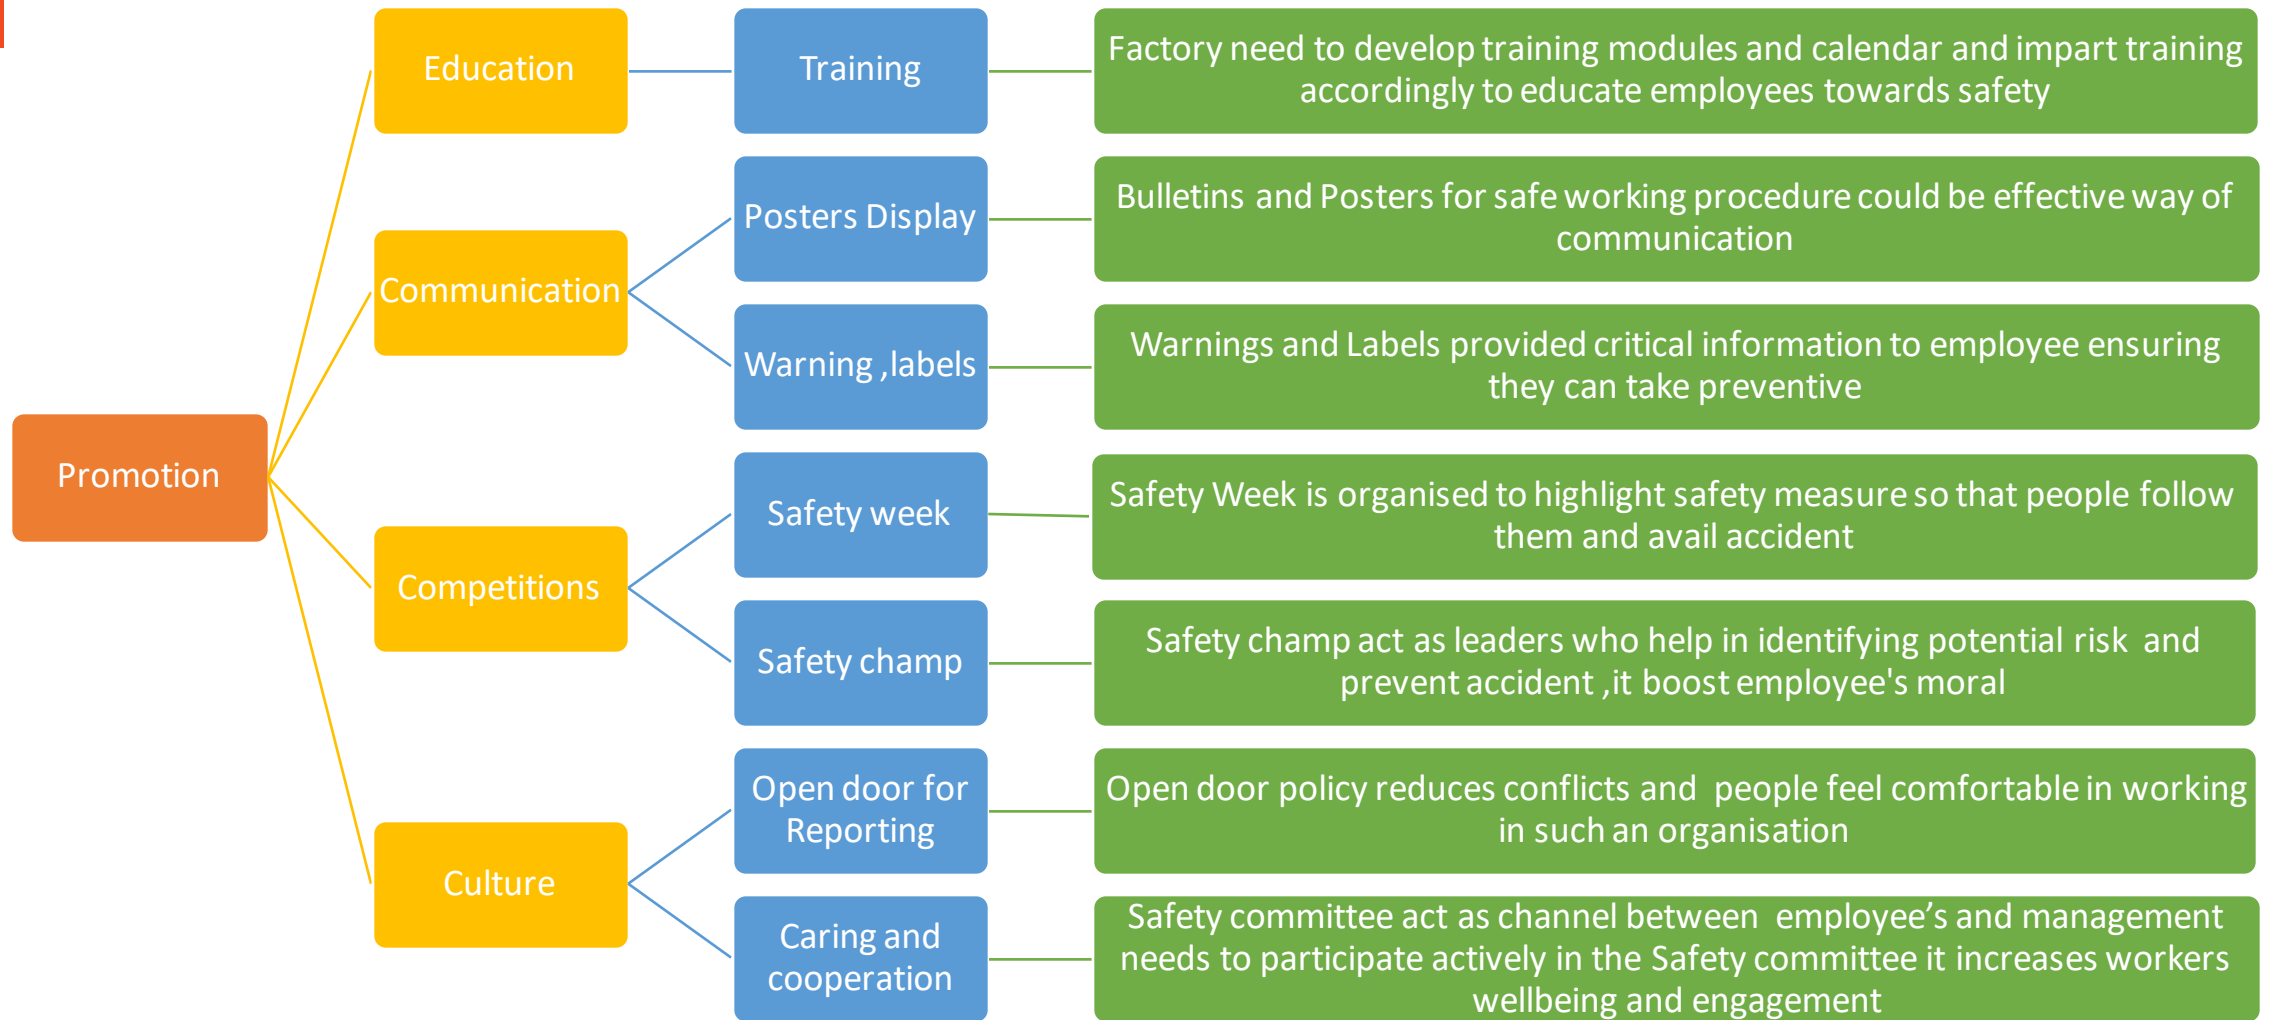 Promotion
Education
Training
Factory need to develop training modules and calendar and impart training
accordingly to educate employees towards safety
Communication
Posters Display
Bulletins and Posters for safe working procedure could be effective way of
communication
Warning ,labels
Warnings and Labels provided critical information to employee ensuring
they can take preventive
Competitions
Safety week
Safety Week is organised to highlight safety measure so that people follow
them and avail accident
Safety champ
Safety champ act as leaders who help in identifying potential risk and
prevent accident ,it boost employee's moral
Culture
Open door for
Reporting
Open door policy reduces conflicts and people feel comfortable in working
in such an organisation
Caring and
cooperation
Safety committee act as channel between employee’s and management
needs to participate actively in the Safety committee it increases workers
wellbeing and engagement